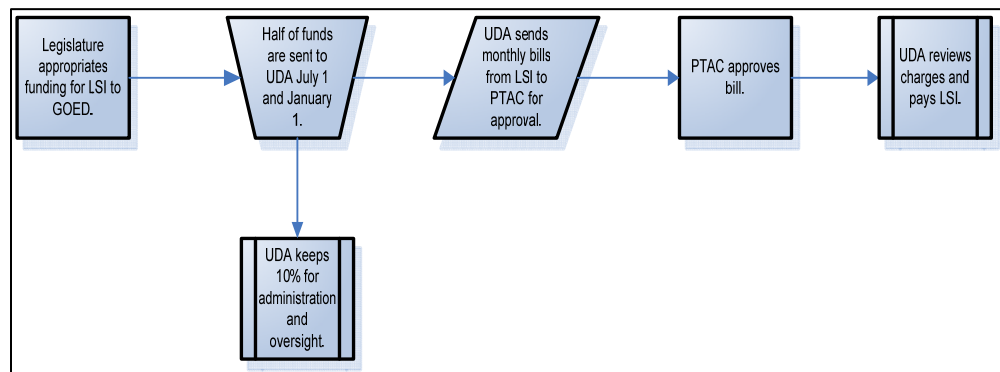 Legislature
appropriates
funding for LSI to
GOED.
Half of funds
are sent to
UDA July 1
and January
1.
UDA sends
monthly bills
from LSI to
PTAC for
approval.
PTAC approves
bill.
UDA reviews
charges and
pays LSI.
UDA keeps
10% for
administration
and
oversight.